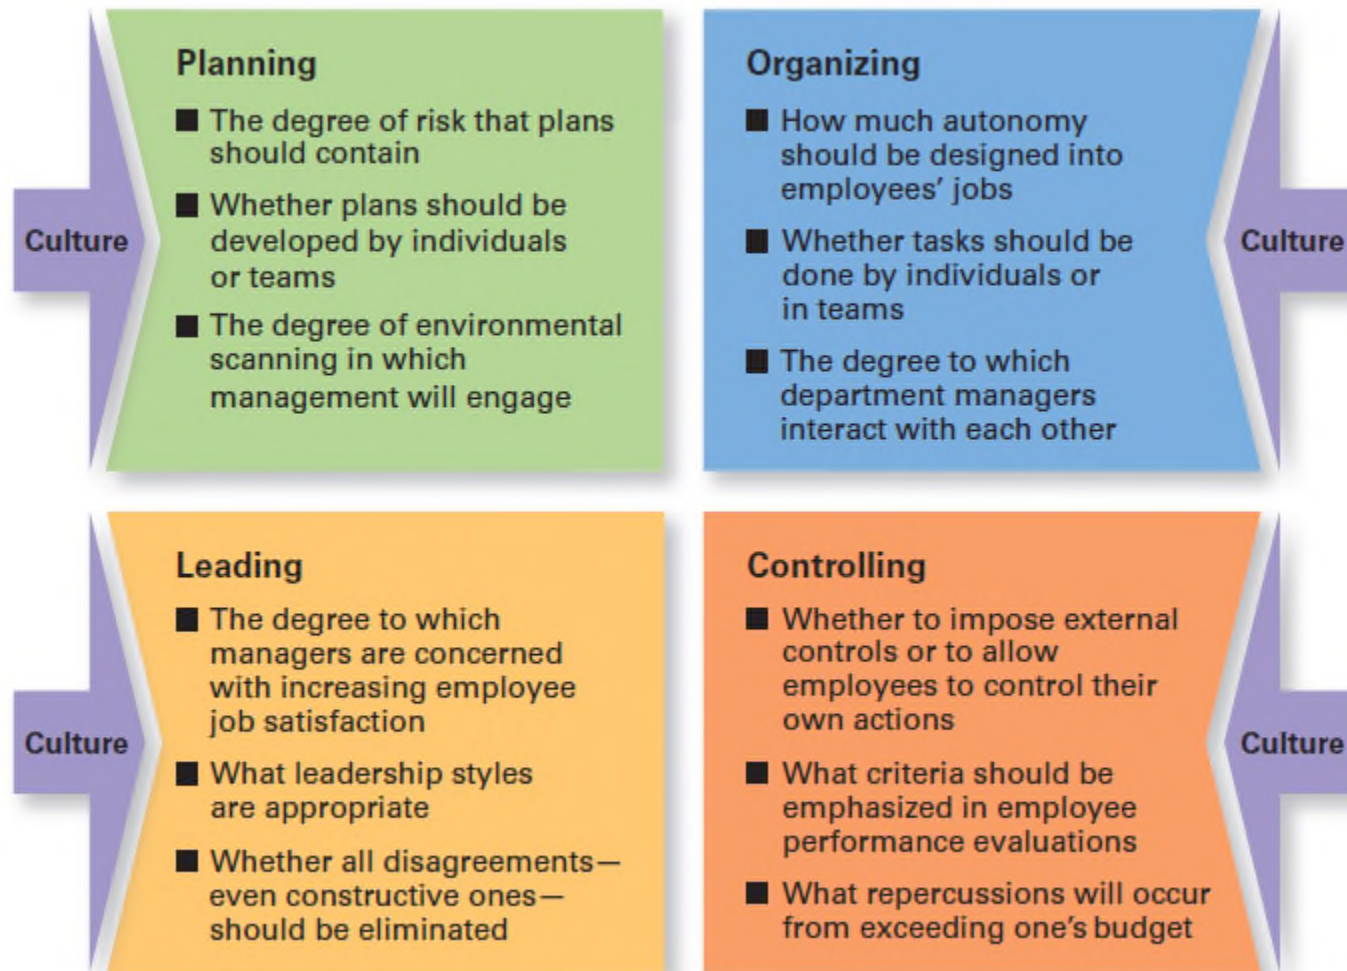 Culture
Planning
■ The degree of risk that plans
should contain
■ Whether plans should be
developed by individuals
or teams
■ The degree of environmental
scanning in which
management will engage
Organizing
■ How much autonomy
should be designed into
employees’ jobs
■ Whether tasks should be
done by individuals or
in teams
■ The degree to which
department managers
interact with each other
Culture
Culture
Leading
■ The degree to which
managers are concerned
with increasing employee
job satisfaction
■ What leadership styles
are appropriate
■ Whether all disagreements—
even constructive ones—
should be eliminated
Controlling
■ Whether to impose external
controls or to allow
employees to control their
own actions
■ What criteria should be
emphasized in employee
performance evaluations
■ What repercussions will occur
from exceeding one’s budget
Culture